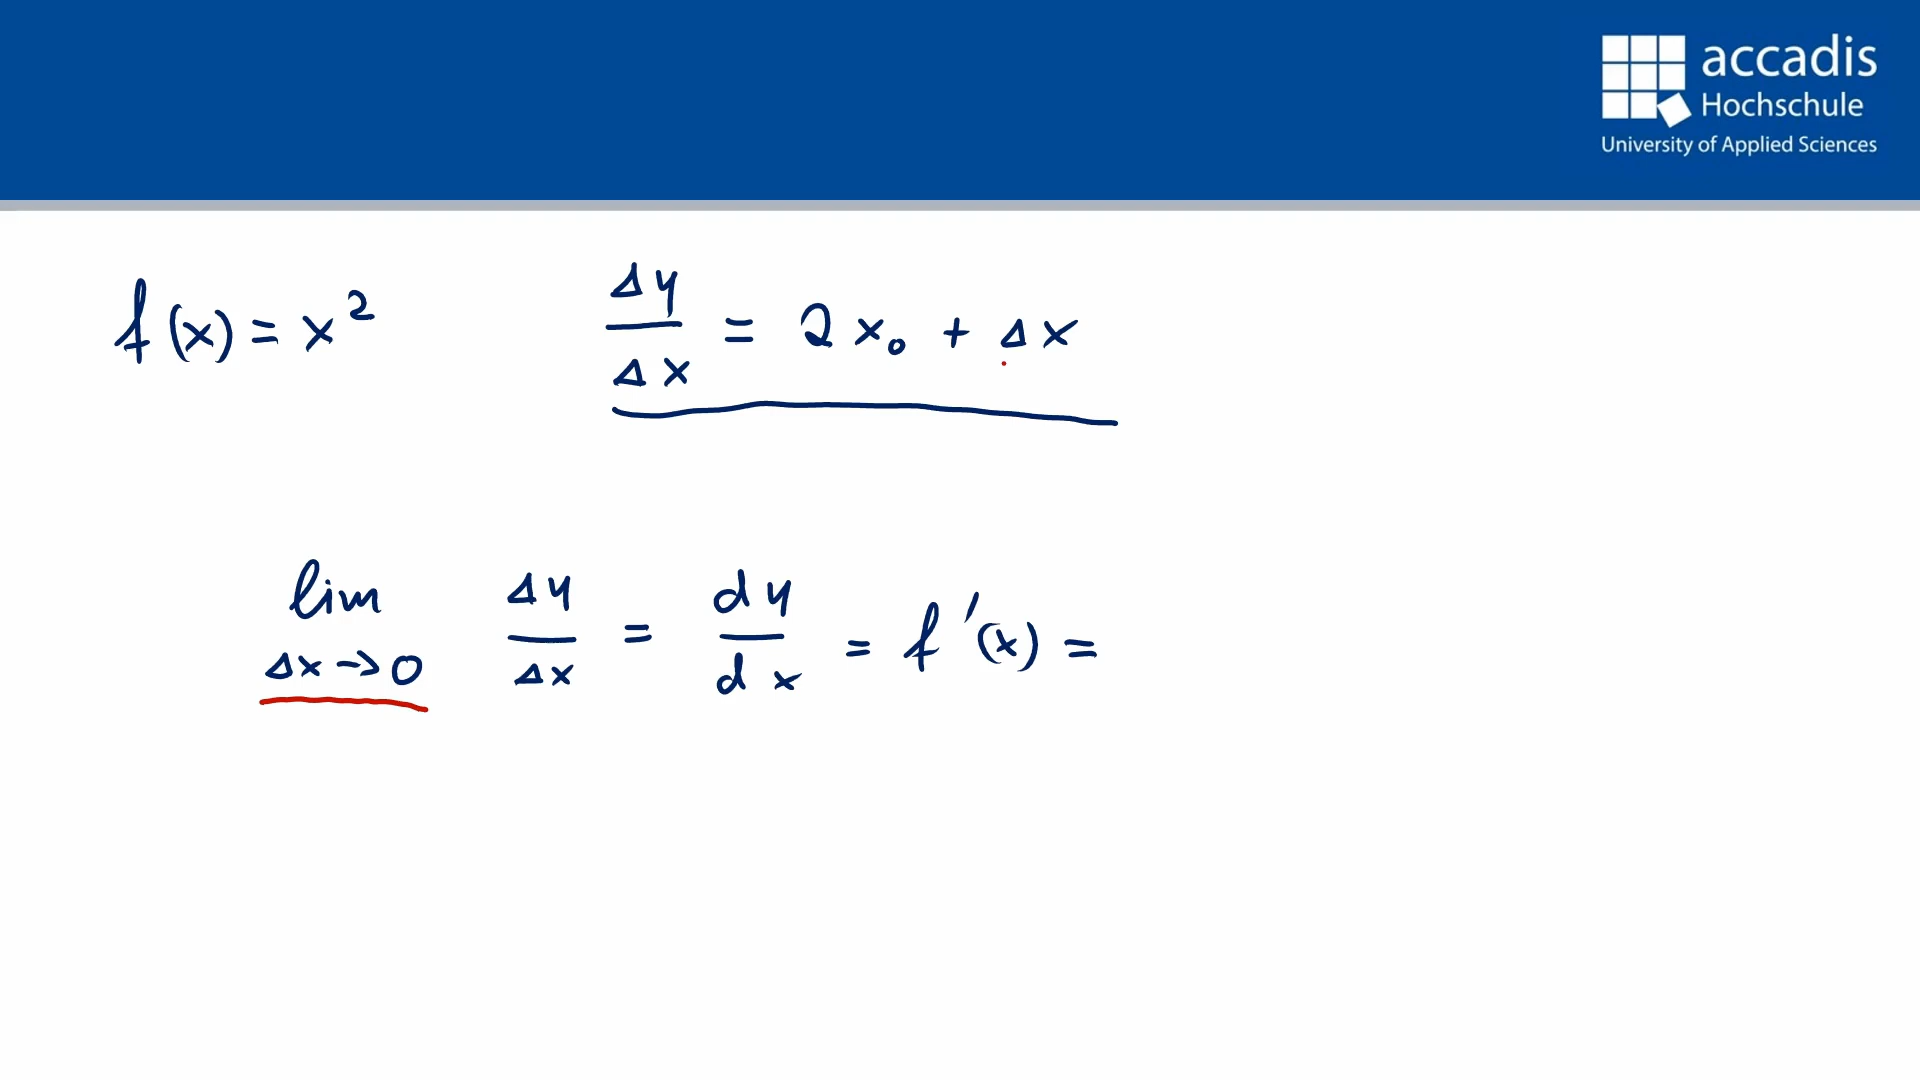 accadis
Hochschule
University of Applied Sciences
f(x) = x² Δy/Δx = 2x₀ + Δx
lim Δx→0 Δy/Δx = dy/dx = f'(x) =